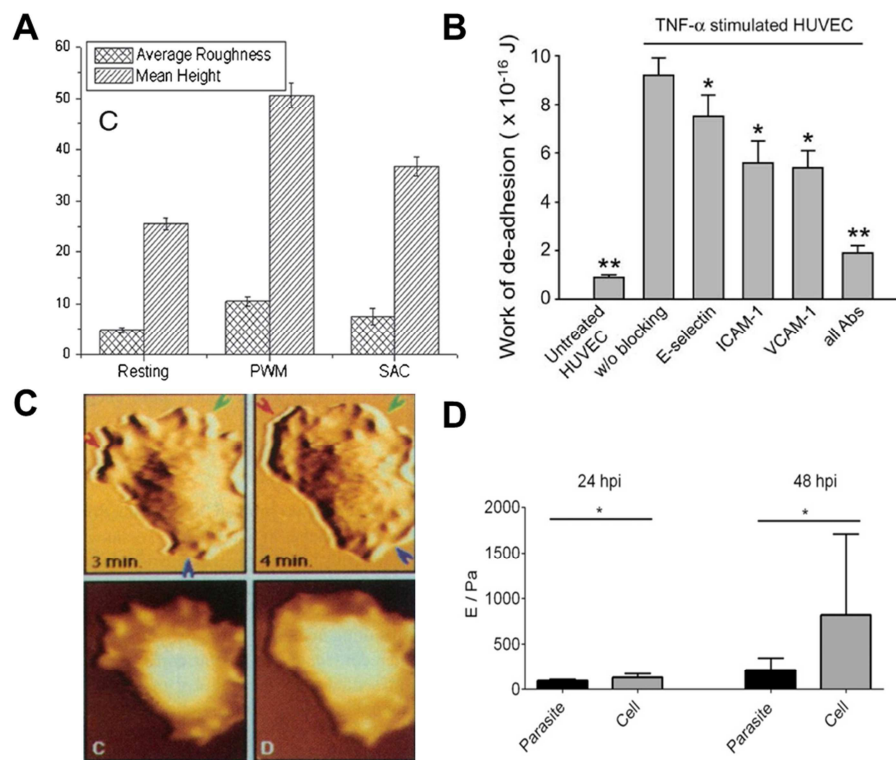 A
60
50
40
30
20
10
0
Average Roughness
Mean Height
C
Resting PWM SAC
B
TNF-α stimulated HUVEC
Work of de-adhesion ( x 10⁻¹⁶ J)
10
8
6
4
2
0
*
*
*
**
**
Untreated HUVEC
w/o blocking
E-selectin
ICAM-1
VCAM-1
all Abs
C
3 min.
4 min.
C
D
D
24 hpi
48 hpi
*
*
E / Pa
2000
1500
1000
500
0
Parasite
Cell
Parasite
Cell